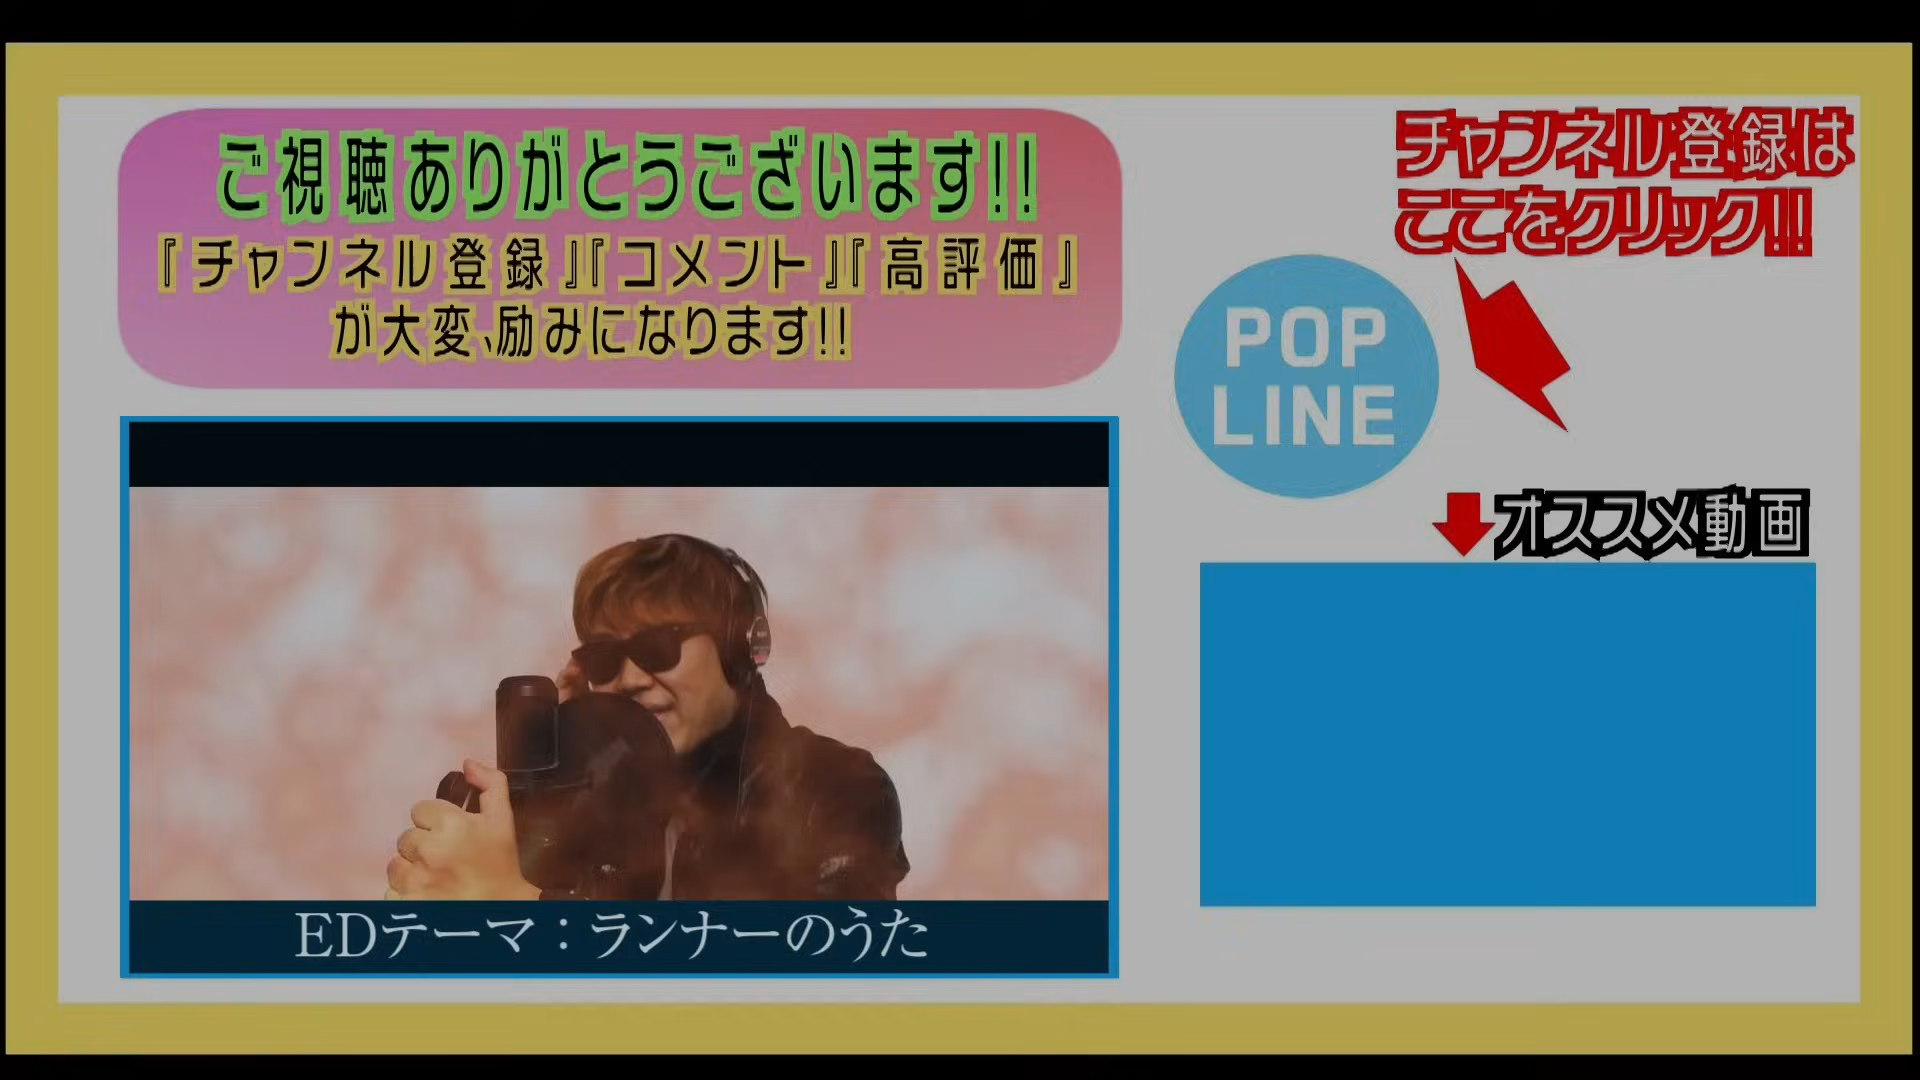 ご視聴ありがとうございます!!
『チャンネル登録』『コメント』『高評価』
が大変、励みになります!!
チャンネル登録は
ここをクリック!!
POP
LINE
オススメ動画
EDテーマ：ランナーのうた